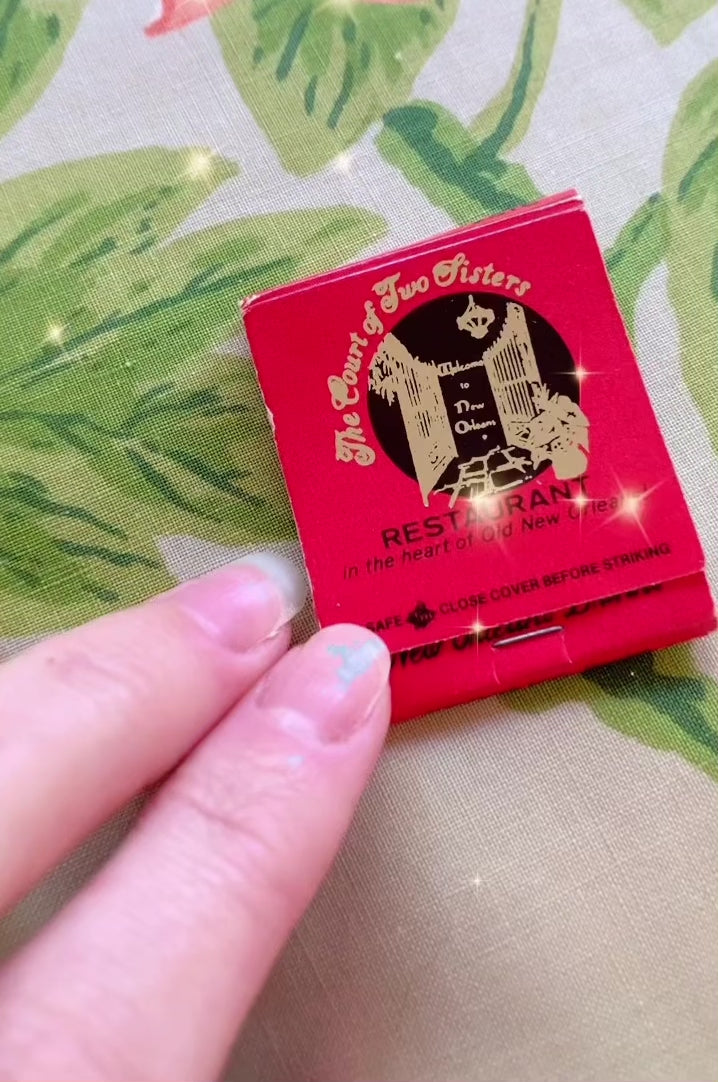 The Court of Two Sisters
Welcome
to
New
Orleans
RESTAURANT
in the heart of Old New Orleans
SAFE CLOSE COVER BEFORE STRIKING
New